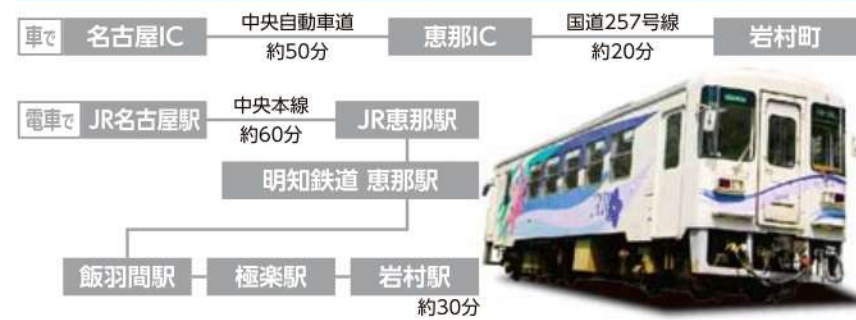 車で 名古屋IC 中央自動車道 約50分 恵那IC 国道257号線 約20分 岩村町
電車で JR名古屋駅 中央本線 約60分 JR恵那駅
明知鉄道 恵那駅
飯羽間駅 極楽駅 岩村駅
約30分